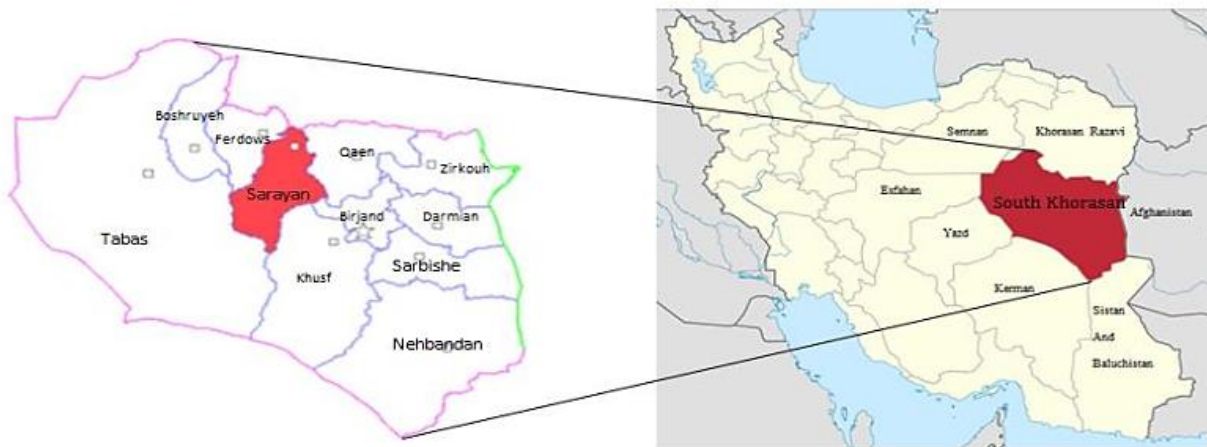 Boshruyeh
Ferdows
Qaen
Zirkouh
Sarayan
Birjand
Darmian
Tabas
Sarbishe
Khusf
Nehbandan
Semnan
Khorasan Razavi
Esfahan
South Khorasan
Afghanistan
Yazd
Kerman
Sistan
And
Baluchistan